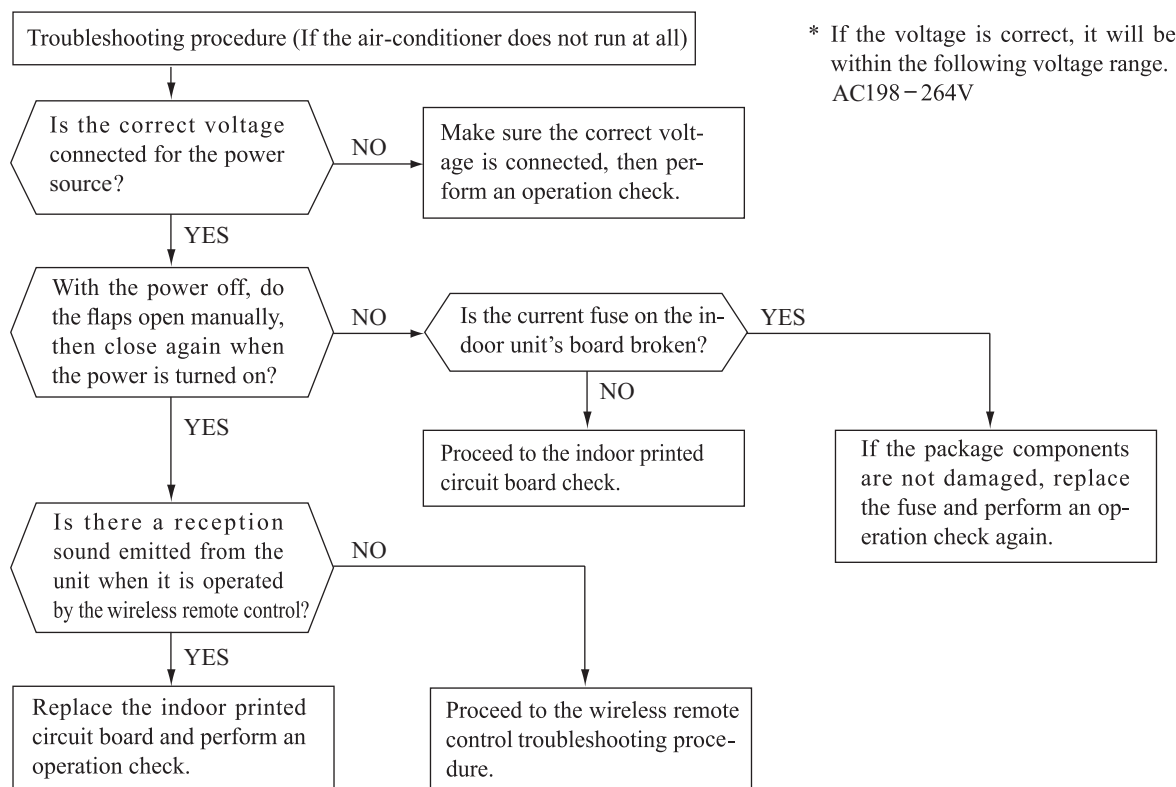 Troubleshooting procedure (If the air-conditioner does not run at all)
* If the voltage is correct, it will be
within the following voltage range.
AC198−264V
Is the correct voltage
connected for the power
source?
NO
Make sure the correct volt-
age is connected, then per-
form an operation check.
YES
With the power off, do
the flaps open manually,
then close again when
the power is turned on?
NO
Is the current fuse on the in-
door unit's board broken?
YES
NO
YES
Proceed to the indoor printed
circuit board check.
If the package components
are not damaged, replace
the fuse and perform an op-
eration check again.
Is there a reception
sound emitted from the
unit when it is operated
by the wireless remote control?
NO
YES
Replace the indoor printed
circuit board and perform an
operation check.
Proceed to the wireless remote
control troubleshooting proce-
dure.